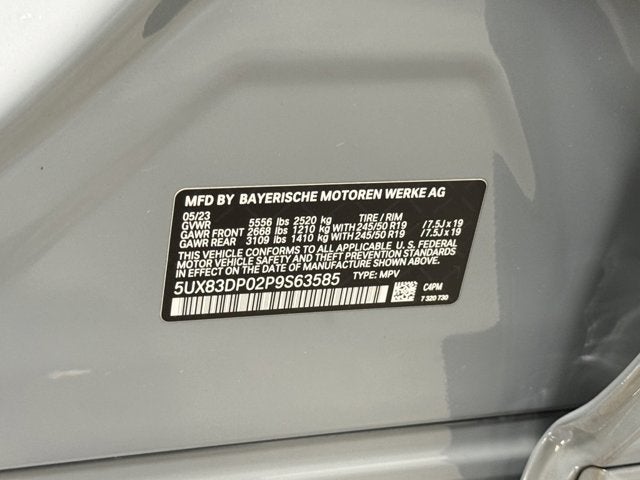 MFD BY BAYERISCHE MOTOREN WERKE AG
05/23
GVWR 5556 lbs 2520 kg TIRE / RIM
GAWR FRONT 2668 lbs 1210 kg WITH 245/50 R19 /7.5J x 19
GAWR REAR 3109 lbs 1410 kg WITH 245/50 R19 /7.5J x 19
THIS VEHICLE CONFORMS TO ALL APPLICABLE U. S. FEDERAL
MOTOR VEHICLE SAFETY, BUMPER, AND THEFT PREVENTION STANDARDS
IN EFFECT ON THE DATE OF MANUFACTURE SHOWN ABOVE.
5UX83DP02P9S63585 TYPE: MPV
C4PM
7 320 730